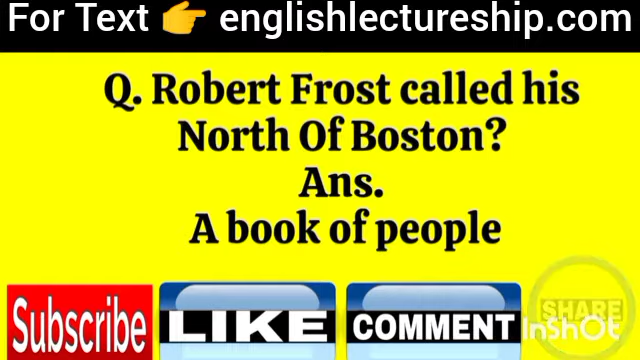 For Text 👉 englishlectureship.com
Q. Robert Frost called his
North Of Boston?
Ans.
A book of people
Subscribe
LIKE
COMMENT
SHARE
InShOt